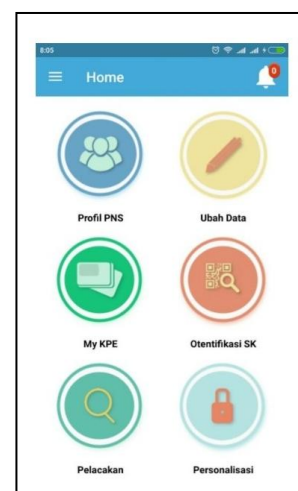 8:05
Home
0
Profil PNS
Ubah Data
My KPE
Otentifikasi SK
Pelacakan
Personalisasi